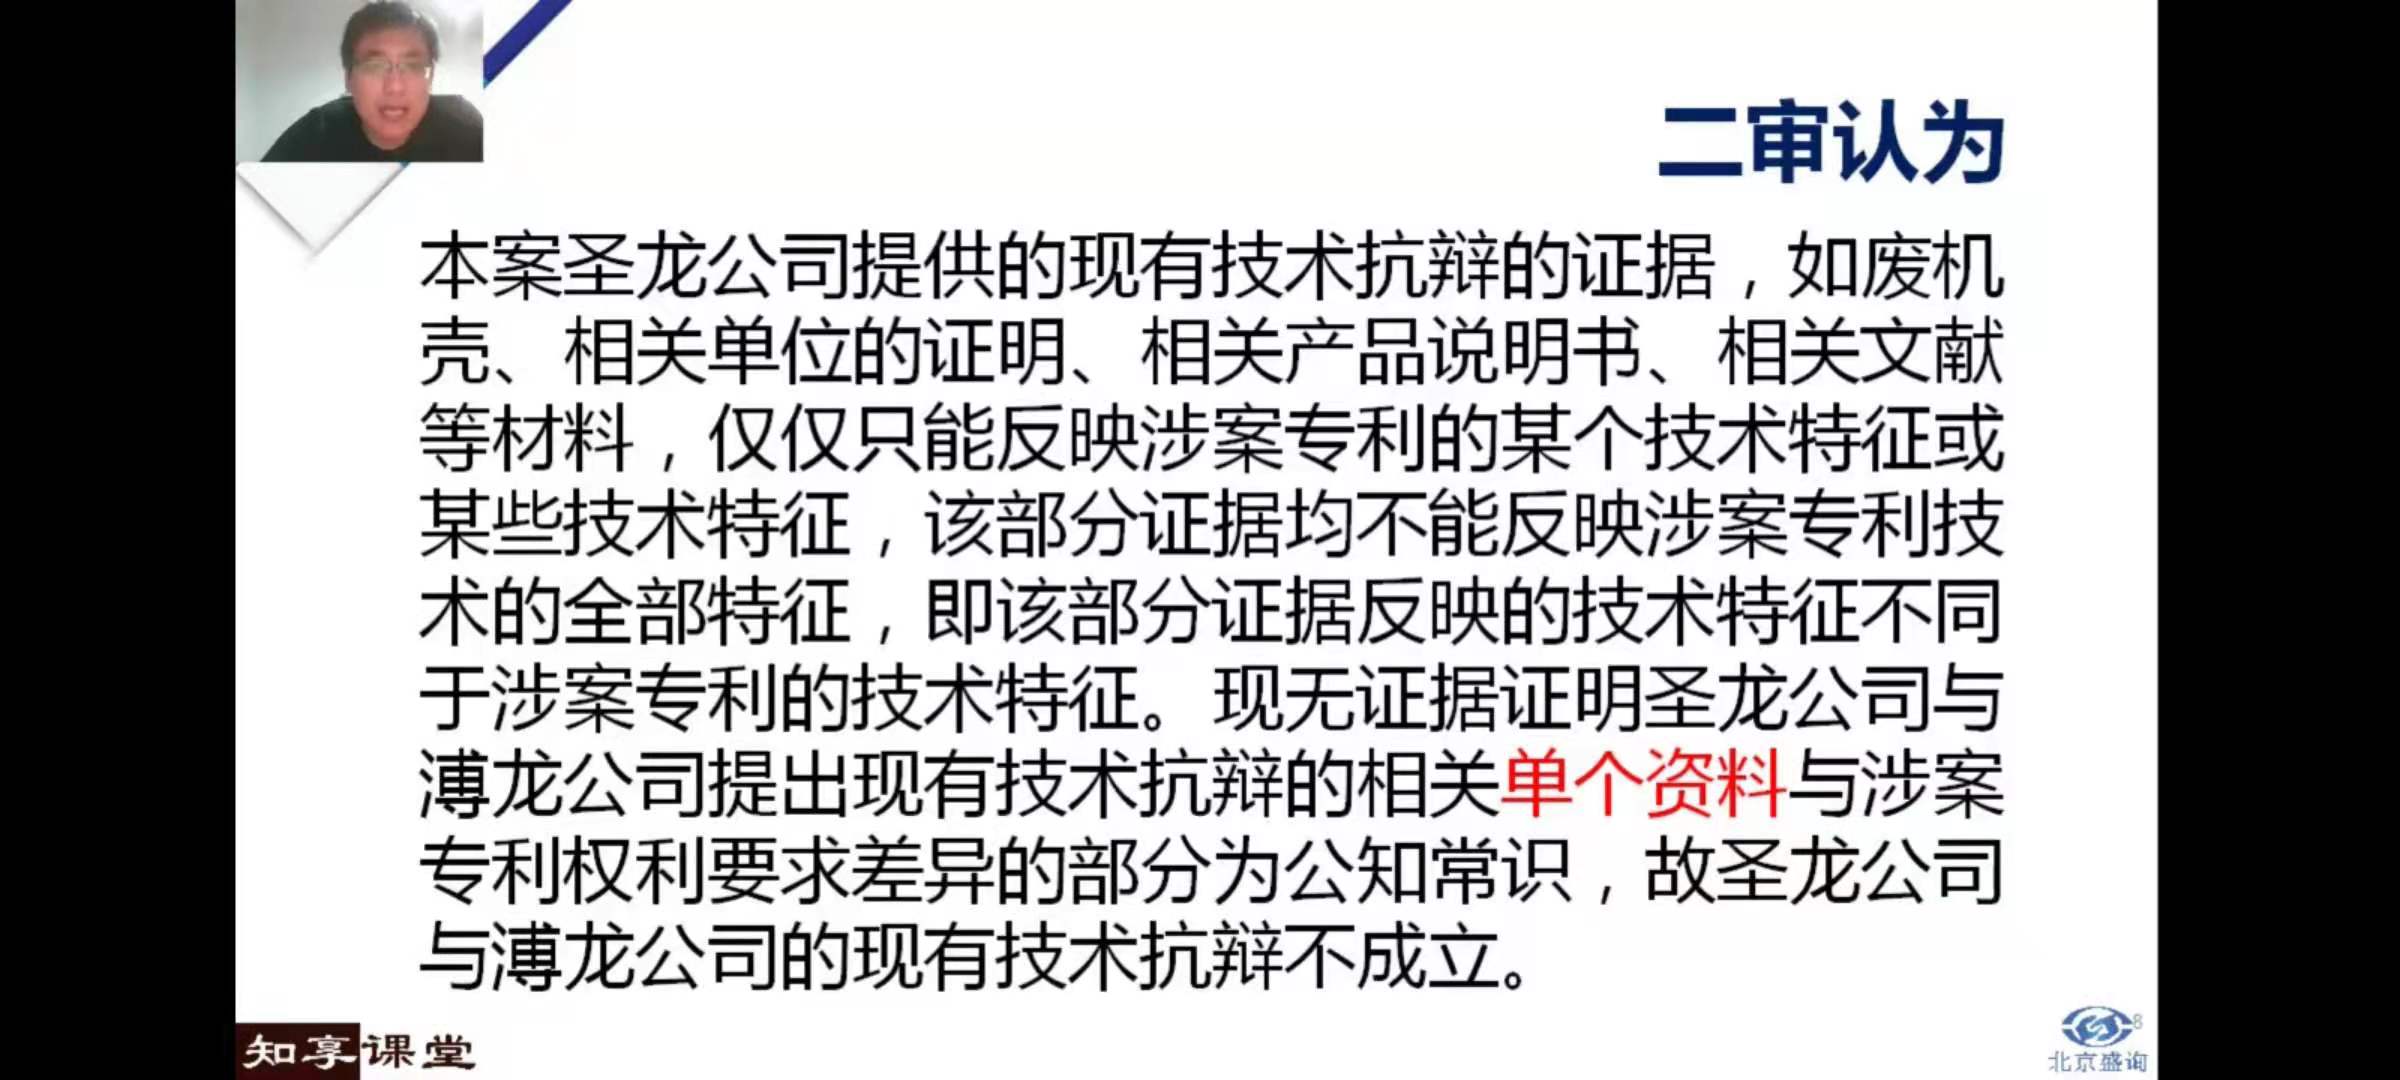 二审认为
本案圣龙公司提供的现有技术抗辩的证据，如废机
壳、相关单位的证明、相关产品说明书、相关文献
等材料，仅仅只能反映涉案专利的某个技术特征或
某些技术特征，该部分证据均不能反映涉案专利技
术的全部特征，即该部分证据反映的技术特征不同
于涉案专利的技术特征。现无证据证明圣龙公司与
溥龙公司提出现有技术抗辩的相关单个资料与涉案
专利权利要求差异的部分为公知常识，故圣龙公司
与溥龙公司的现有技术抗辩不成立。
知享课堂
8
北京盛询